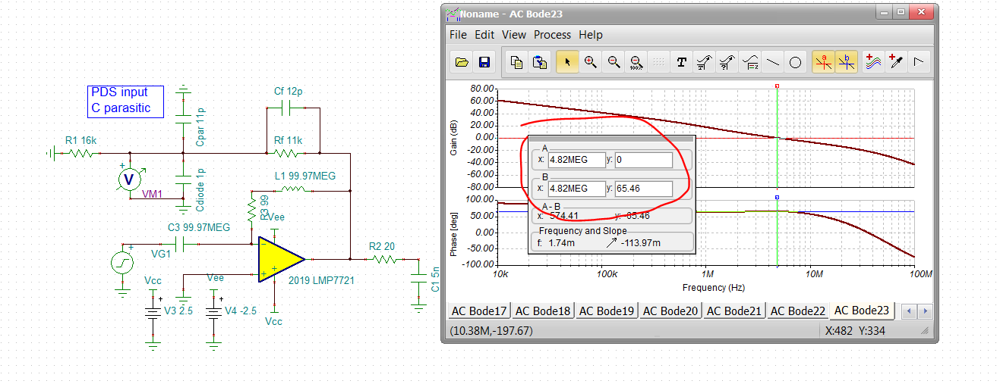 PDS input
C parasitic
Cf 12p
Cpar 11p
R1 16k
Rf 11k
+
V
VM1
Cdiode 1p
L1 99.97MEG
R3 99
Vee
C3 99.97MEG
+
VG1
R2 20
2019 LMP7721
C1 5n
Vcc
+
V3 2.5
Vee
+
V4 -2.5
Vcc
Noname - AC Bode23
File Edit View Process Help
100%
T
a
b
80.00
60.00
40.00
20.00
0.00
-20.00
-40.00
-60.00
-80.00
Gain (dB)
A
x: 4.82MEG y: 0
B
x: 4.82MEG y: 65.46
A - B
x: 574.41 y: -65.46
Frequency and Slope
f: 1.74m -113.97m
100.00
50.00
0.00
-50.00
-100.00
Phase [deg]
10k 100k 1M 10M 100M
Frequency (Hz)
AC Bode17 AC Bode18 AC Bode19 AC Bode20 AC Bode21 AC Bode22 AC Bode23
(10.38M,-197.67) X:482 Y:334